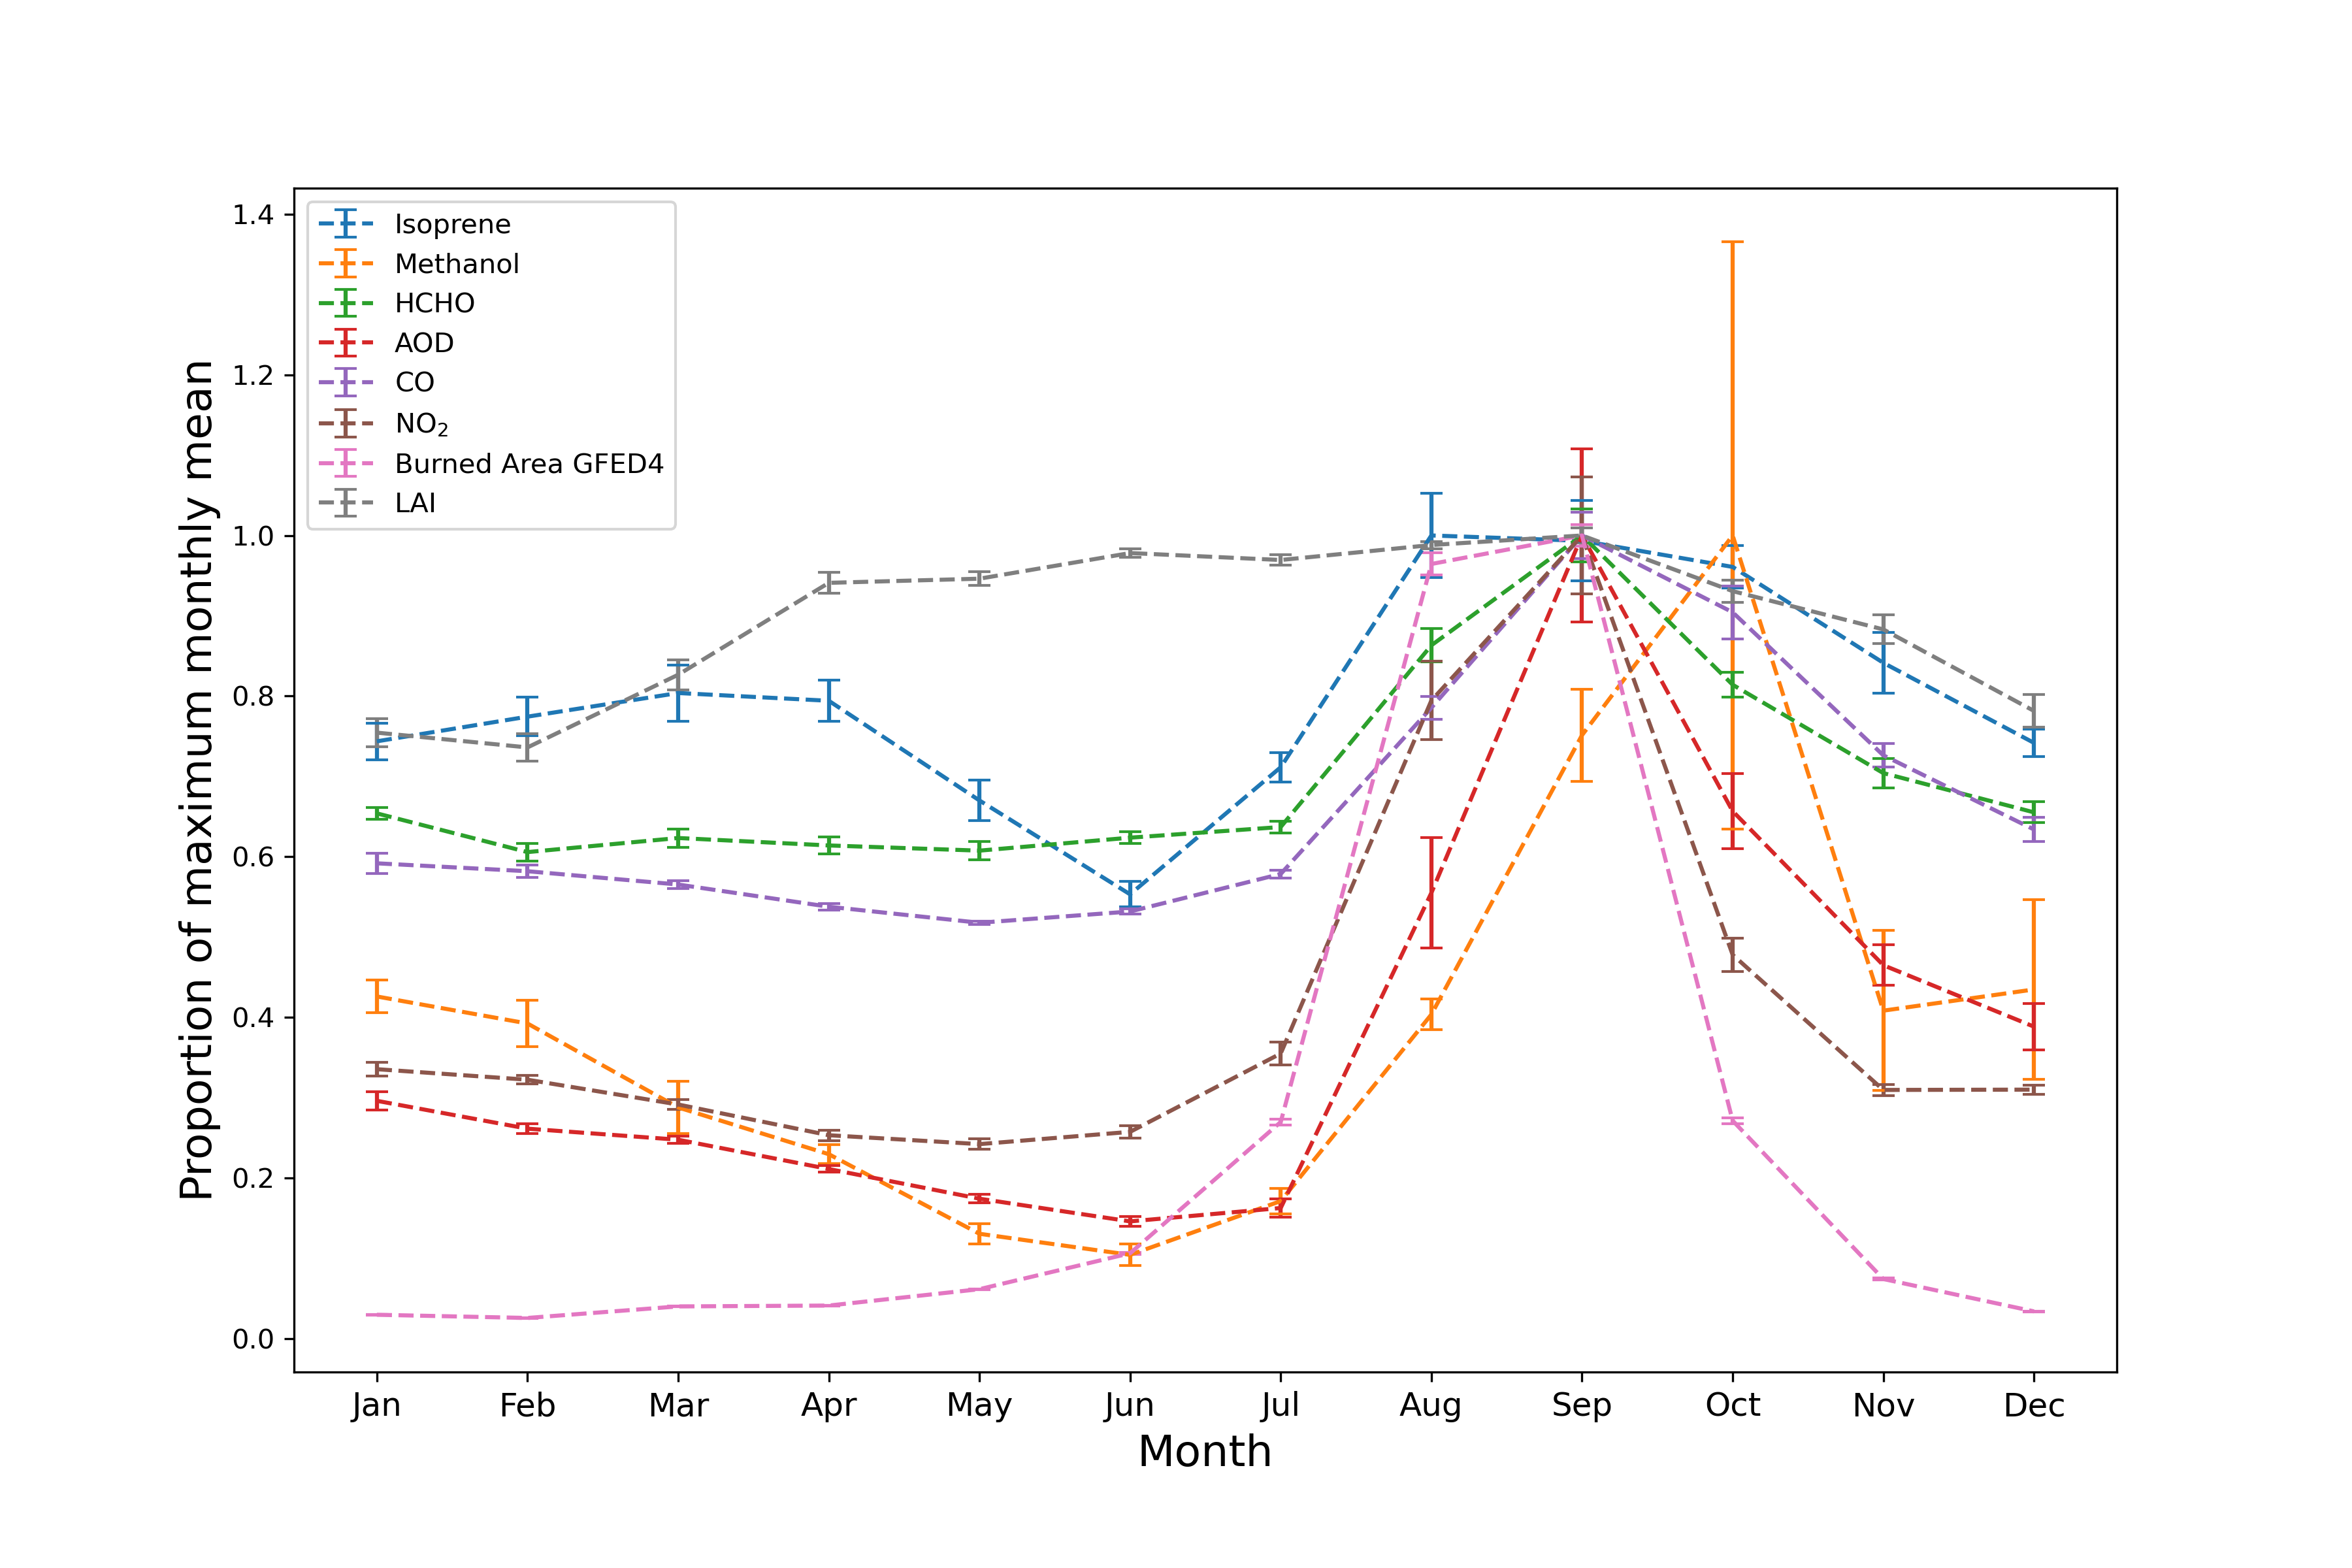 Proportion of maximum monthly mean
1.4
1.2
1.0
0.8
0.6
0.4
0.2
0.0
Isoprene
Methanol
HCHO
AOD
CO
NO₂
Burned Area GFED4
LAI
Jan Feb Mar Apr May Jun Jul Aug Sep Oct Nov Dec
Month